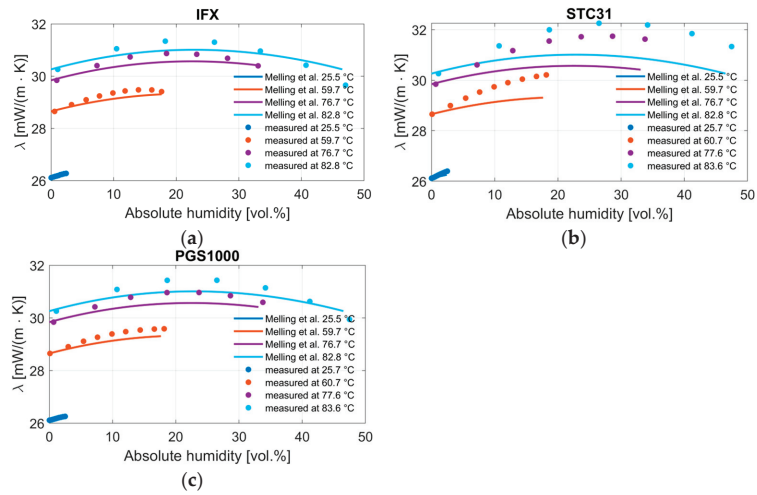 IFX
λ [mW/(m · K)]
32
30
28
26
0 10 20 30 40 50
Absolute humidity [vol.%]
Melling et al. 25.5 °C
Melling et al. 59.7 °C
Melling et al. 76.7 °C
Melling et al. 82.8 °C
measured at 25.5 °C
measured at 59.7 °C
measured at 76.7 °C
measured at 82.8 °C
(a)
STC31
λ [mW/(m · K)]
32
30
28
26
0 10 20 30 40 50
Absolute humidity [vol.%]
Melling et al. 25.5 °C
Melling et al. 59.7 °C
Melling et al. 76.7 °C
Melling et al. 82.8 °C
measured at 25.7 °C
measured at 60.7 °C
measured at 77.6 °C
measured at 83.6 °C
(b)
PGS1000
λ [mW/(m · K)]
32
30
28
26
0 10 20 30 40 50
Absolute humidity [vol.%]
Melling et al. 25.5 °C
Melling et al. 59.7 °C
Melling et al. 76.7 °C
Melling et al. 82.8 °C
measured at 25.7 °C
measured at 60.7 °C
measured at 77.6 °C
measured at 83.6 °C
(c)